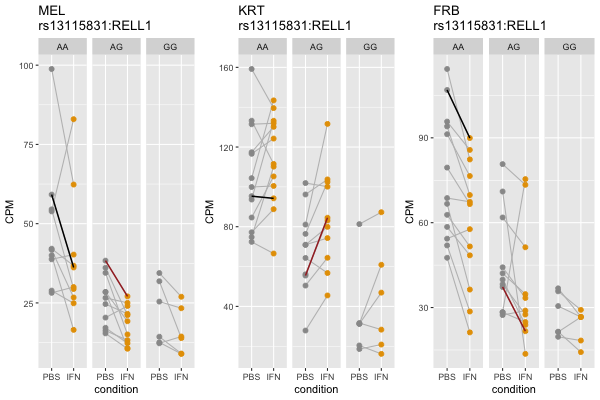 MEL
rs13115831:RELL1
AA AG GG
100
75
50
25
CPM
PBS IFN PBS IFN PBS IFN
condition
KRT
rs13115831:RELL1
AA AG GG
160
120
80
40
CPM
PBS IFN PBS IFN PBS IFN
condition
FRB
rs13115831:RELL1
AA AG GG
90
60
30
CPM
PBS IFN PBS IFN PBS IFN
condition